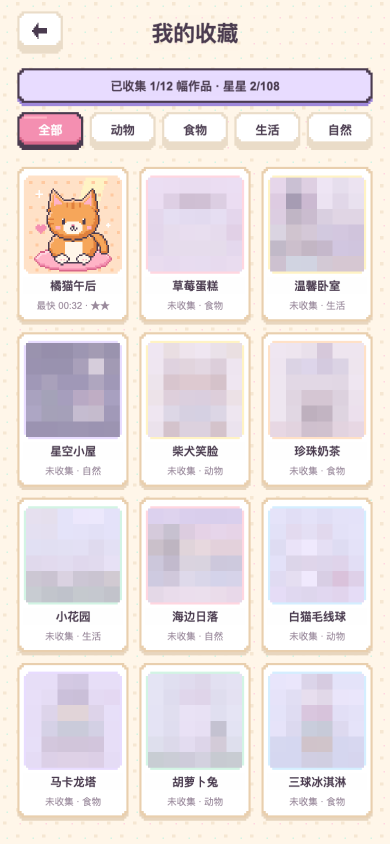 我的收藏
已收集 1/12 幅作品 · 星星 2/108
全部
动物
食物
生活
自然
橘猫午后
最快 00:32 · ★★
草莓蛋糕
未收集 · 食物
温馨卧室
未收集 · 生活
星空小屋
未收集 · 自然
柴犬笑脸
未收集 · 动物
珍珠奶茶
未收集 · 食物
小花园
未收集 · 生活
海边日落
未收集 · 自然
白猫毛线球
未收集 · 动物
马卡龙塔
未收集 · 食物
胡萝卜兔
未收集 · 动物
三球冰淇淋
未收集 · 食物